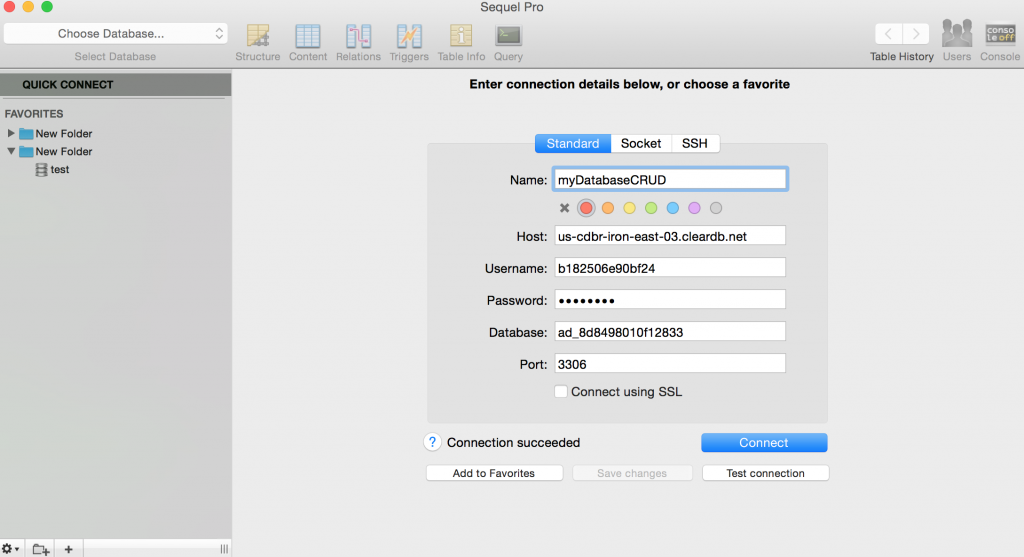 Sequel Pro
Choose Database...
Select Database
Structure
Content
Relations
Triggers
Table Info
Query
Table History
Users
conso
le off
Console
QUICK CONNECT
FAVORITES
New Folder
New Folder
test
Enter connection details below, or choose a favorite
Standard
Socket
SSH
Name: myDatabaseCRUD
Host: us-cdbr-iron-east-03.cleardb.net
Username: b182506e90bf24
Password: ••••••••
Database: ad_8d8498010f12833
Port: 3306
Connect using SSL
? Connection succeeded
Connect
Add to Favorites
Save changes
Test connection